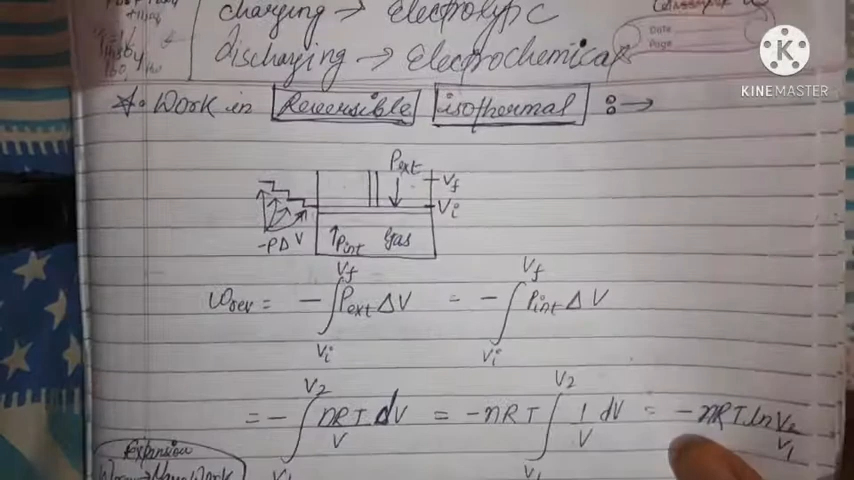 charging → Electrolytic
Date
Page
discharging → Electrochemical
KINEMASTER
☆. Work in Reversible isothermal :→
Pext
Vf
Vi
-PΔV
↑Pint Gas
Wrev = -∫ Vi Vf Pext ΔV = -∫ Vi Vf Pint ΔV
= -∫ V1 V2 nRT/V dV = -nRT ∫ V1 V2 1/V dV = -nRT ln V2/V1
Expansion
Work